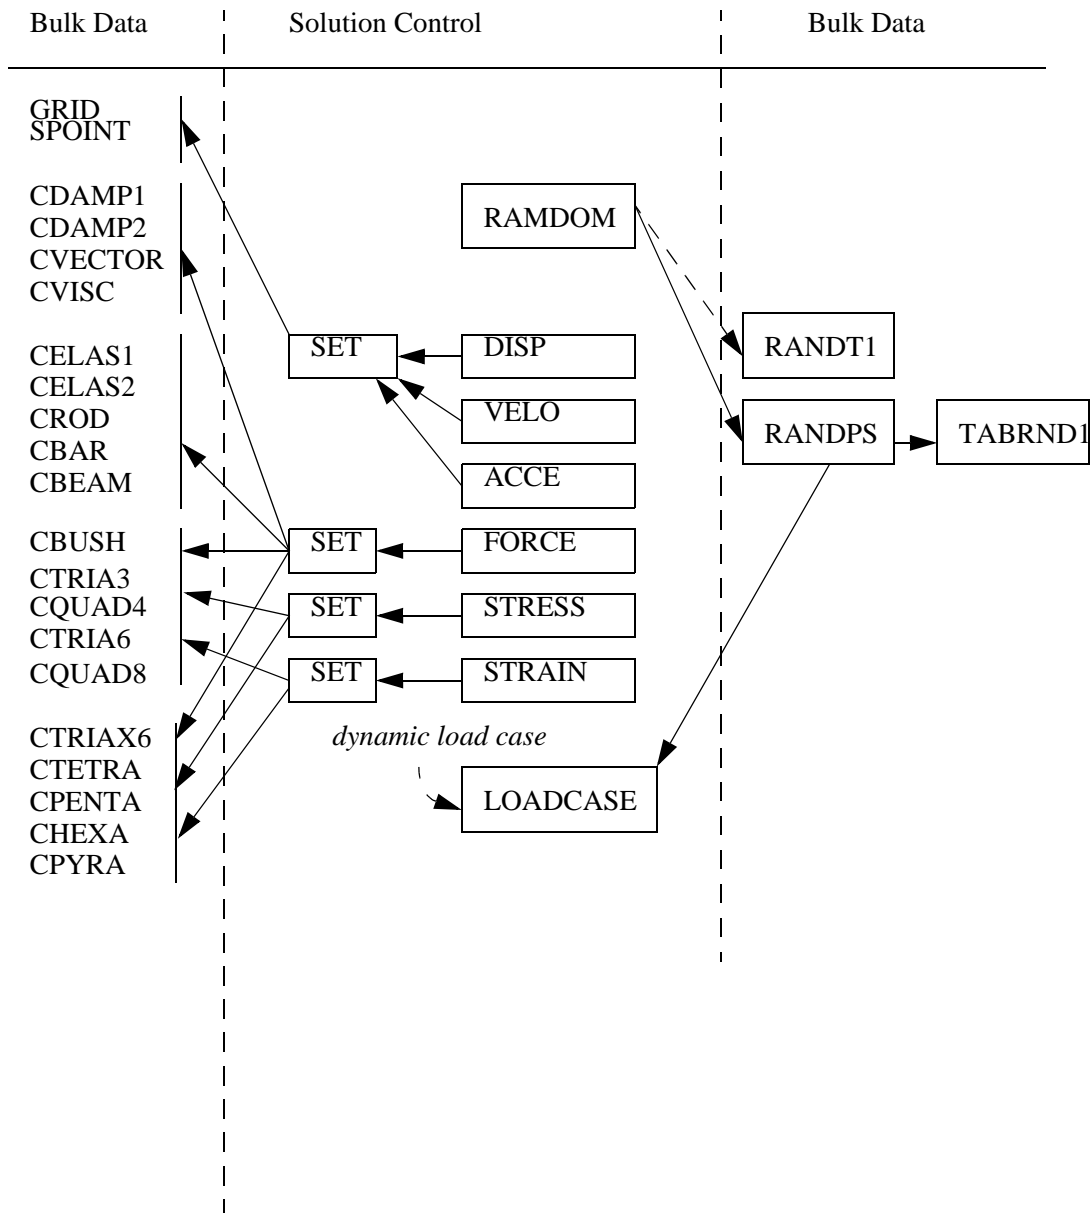 Bulk Data
Solution Control
Bulk Data
GRID
SPOINT
CDAMP1
CDAMP2
CVECTOR
CVISC
CELAS1
CELAS2
CROD
CBAR
CBEAM
CBUSH
CTRIA3
CQUAD4
CTRIA6
CQUAD8
CTRIAX6
CTETRA
CPENTA
CHEXA
CPYRA
RAMDOM
SET
DISP
VELO
ACCE
SET
FORCE
SET
STRESS
SET
STRAIN
dynamic load case
LOADCASE
RANDT1
RANDPS
TABRND1